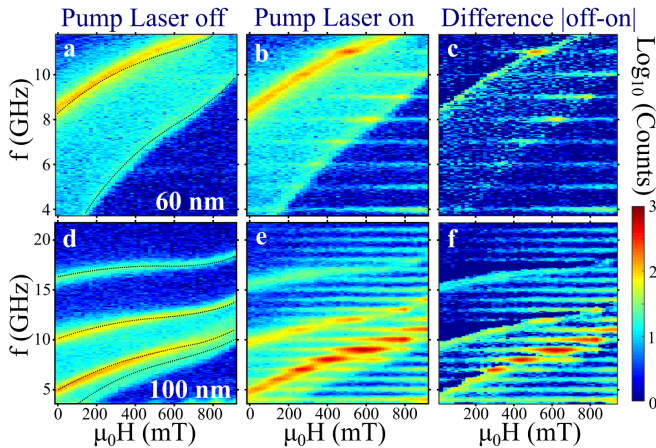 Pump Laser off Pump Laser on Difference |off-on|
a b c
10
8
6
4
f (GHz)
60 nm
Log₁₀ (Counts)
d e f
20
15
10
5
f (GHz)
100 nm
3
2
1
0
0 200 400 600 800 200 400 600 800 200 400 600 800
μ₀H (mT) μ₀H (mT) μ₀H (mT)